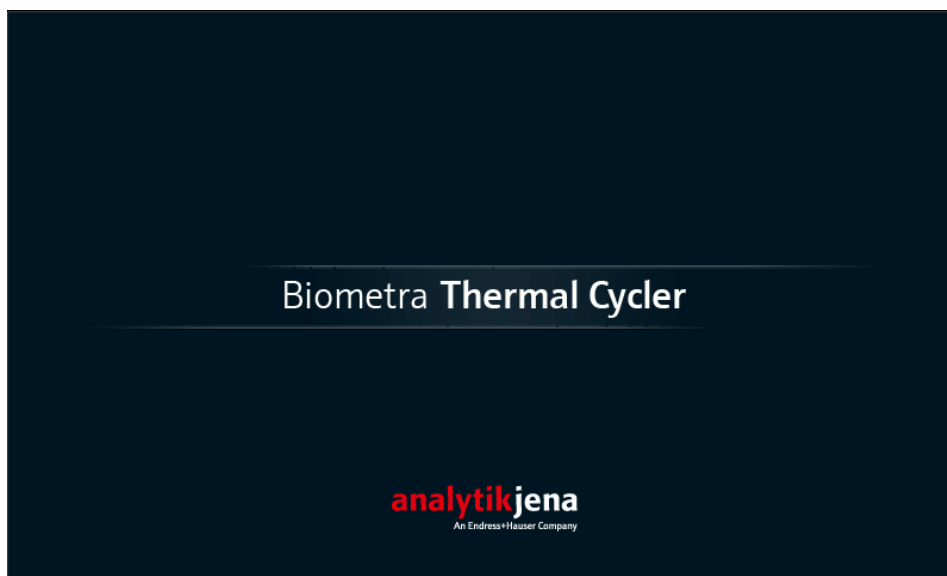 Biometra Thermal Cycler
analytikjena
An Endress+Hauser Company